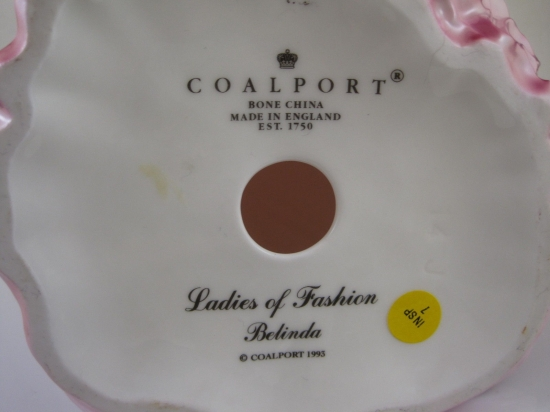 COALPORT®
BONE CHINA
MADE IN ENGLAND
EST. 1750
Ladies of Fashion
Belinda
© COALPORT 1995
INSP
7